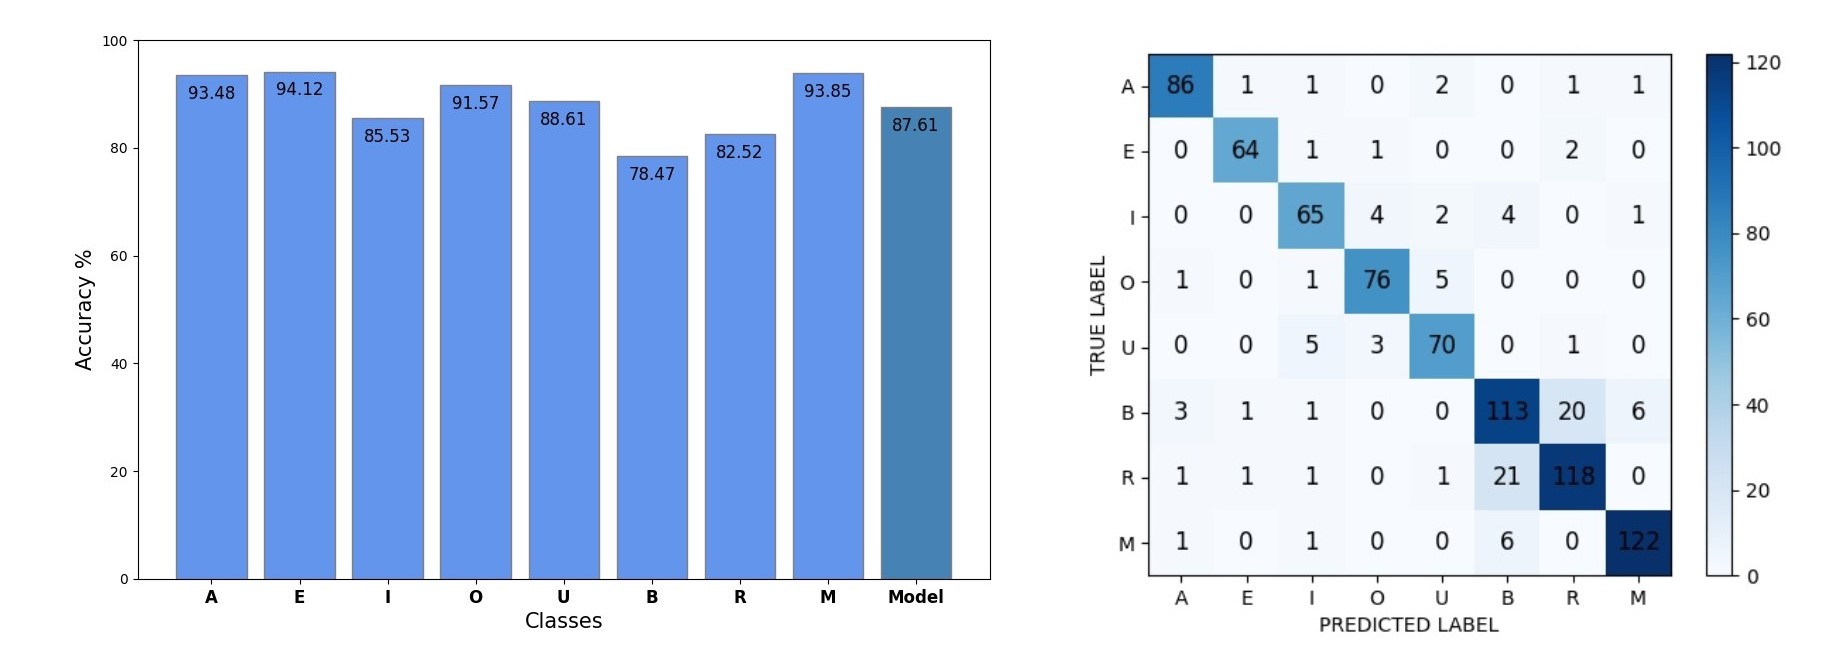 100
80
60
40
20
0
Accuracy %
93.48
94.12
85.53
91.57
88.61
78.47
82.52
93.85
87.61
A E I O U B R M Model
Classes
TRUE LABEL
A 86 1 1 0 2 0 1 1
E 0 64 1 1 0 0 2 0
I 0 0 65 4 2 4 0 1
O 1 0 1 76 5 0 0 0
U 0 0 5 3 70 0 1 0
B 3 1 1 0 0 113 20 6
R 1 1 1 0 1 21 118 0
M 1 0 1 0 0 6 0 122
A E I O U B R M
PREDICTED LABEL
120
100
80
60
40
20
0